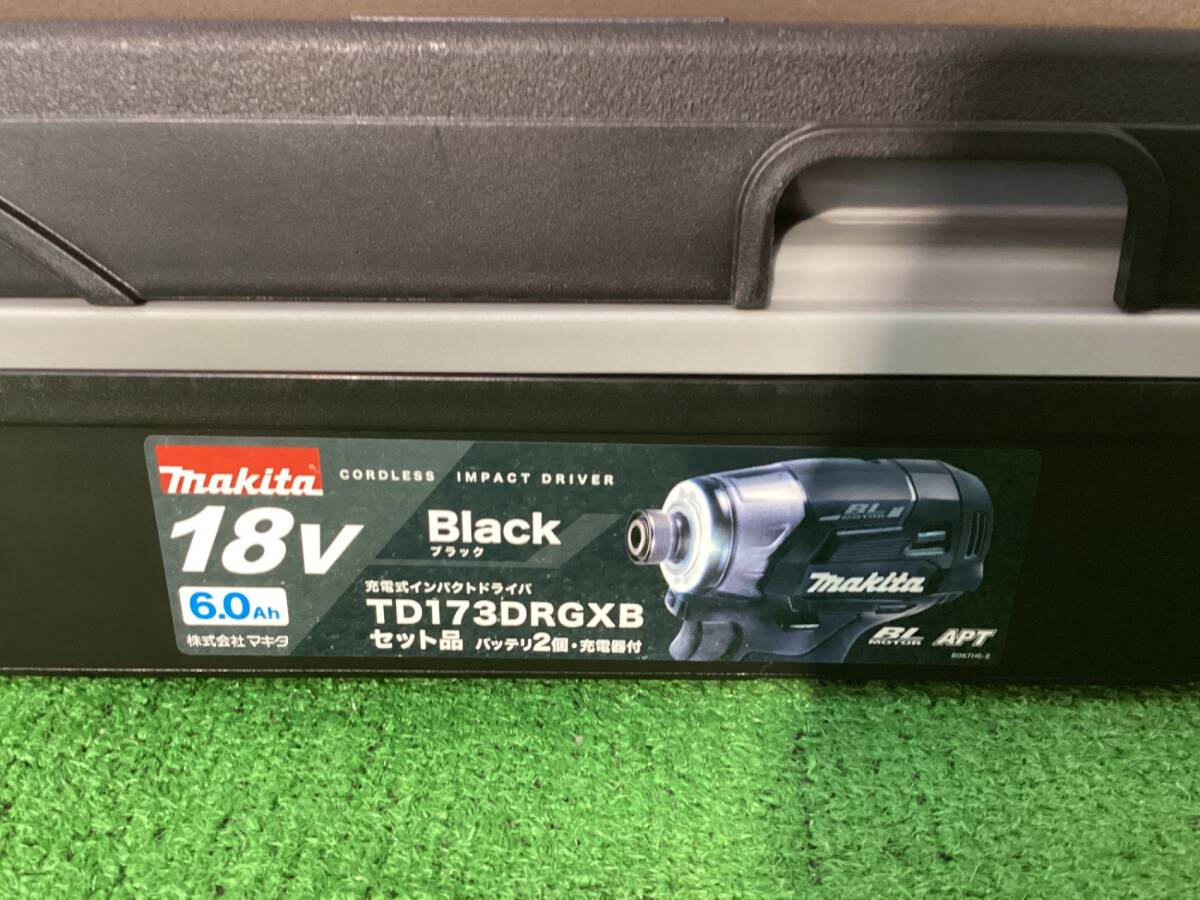 makita
CORDLESS IMPACT DRIVER
18V
Black
ブラック
6.0Ah
充電式インパクトドライバ
TD173DRGXB
株式会社マキタ
セット品 バッテリ2個・充電器付
BL
MOTOR
makita
BL
MOTOR
APT